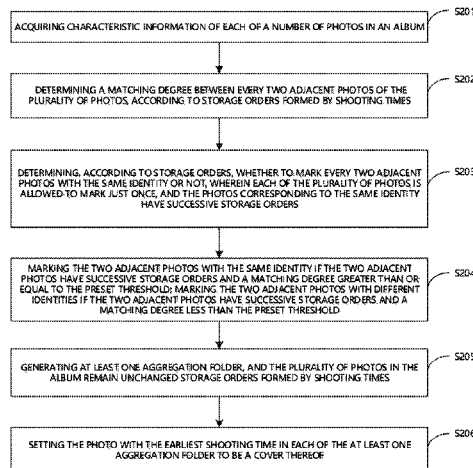 S201
ACQUIRING CHARACTERISTIC INFORMATION OF EACH OF A NUMBER OF PHOTOS IN AN ALBUM
S202
DETERMINING A MATCHING DEGREE BETWEEN EVERY TWO ADJACENT PHOTOS OF THE
PLURALITY OF PHOTOS, ACCORDING TO STORAGE ORDERS FORMED BY SHOOTING TIMES
S203
DETERMINING, ACCORDING TO STORAGE ORDERS, WHETHER TO MARK EVERY TWO ADJACENT
PHOTOS WITH THE SAME IDENTITY OR NOT, WHEREIN EACH OF THE PLURALITY OF PHOTOS IS
ALLOWED TO MARK JUST ONCE, AND THE PHOTOS CORRESPONDING TO THE SAME IDENTITY
HAVE SUCCESSIVE STORAGE ORDERS
S204
MARKING THE TWO ADJACENT PHOTOS WITH THE SAME IDENTITY IF THE TWO ADJACENT
PHOTOS HAVE SUCCESSIVE STORAGE ORDERS AND A MATCHING DEGREE GREATER THAN OR
EQUAL TO THE PRESET THRESHOLD; MARKING THE TWO ADJACENT PHOTOS WITH DIFFERENT
IDENTITIES IF THE TWO ADJACENT PHOTOS HAVE SUCCESSIVE STORAGE ORDERS AND A
MATCHING DEGREE LESS THAN THE PRESET THRESHOLD
S205
GENERATING AT LEAST ONE AGGREGATION FOLDER, AND THE PLURALITY OF PHOTOS IN THE
ALBUM REMAIN UNCHANGED STORAGE ORDERS FORMED BY SHOOTING TIMES
S206
SETTING THE PHOTO WITH THE EARLIEST SHOOTING TIME IN EACH OF THE AT LEAST ONE
AGGREGATION FOLDER TO BE A COVER THEREOF